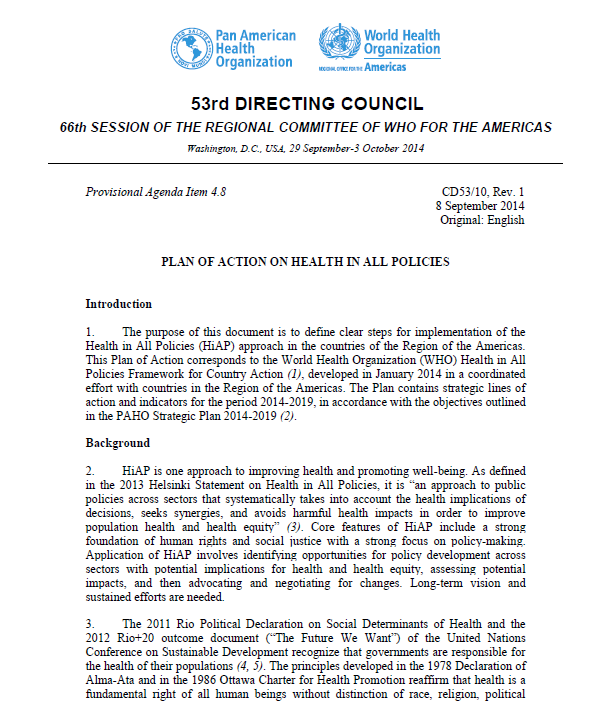 Pan American
Health
Organization
World Health
Organization
REGIONAL OFFICE FOR THE Americas
53rd DIRECTING COUNCIL
66th SESSION OF THE REGIONAL COMMITTEE OF WHO FOR THE AMERICAS
Washington, D.C., USA, 29 September-3 October 2014
Provisional Agenda Item 4.8
CD53/10, Rev. 1
8 September 2014
Original: English
PLAN OF ACTION ON HEALTH IN ALL POLICIES
Introduction
1. The purpose of this document is to define clear steps for implementation of the
Health in All Policies (HiAP) approach in the countries of the Region of the Americas.
This Plan of Action corresponds to the World Health Organization (WHO) Health in All
Policies Framework for Country Action (1), developed in January 2014 in a coordinated
effort with countries in the Region of the Americas. The Plan contains strategic lines of
action and indicators for the period 2014-2019, in accordance with the objectives outlined
in the PAHO Strategic Plan 2014-2019 (2).
Background
2. HiAP is one approach to improving health and promoting well-being. As defined
in the 2013 Helsinki Statement on Health in All Policies, it is “an approach to public
policies across sectors that systematically takes into account the health implications of
decisions, seeks synergies, and avoids harmful health impacts in order to improve
population health and health equity” (3). Core features of HiAP include a strong
foundation of human rights and social justice with a strong focus on policy-making.
Application of HiAP involves identifying opportunities for policy development across
sectors with potential implications for health and health equity, assessing potential
impacts, and then advocating and negotiating for changes. Long-term vision and
sustained efforts are needed.
3. The 2011 Rio Political Declaration on Social Determinants of Health and the
2012 Rio+20 outcome document (“The Future We Want”) of the United Nations
Conference on Sustainable Development recognize that governments are responsible for
the health of their populations (4, 5). The principles developed in the 1978 Declaration of
Alma-Ata and in the 1986 Ottawa Charter for Health Promotion reaffirm that health is a
fundamental right of all human beings without distinction of race, religion, political